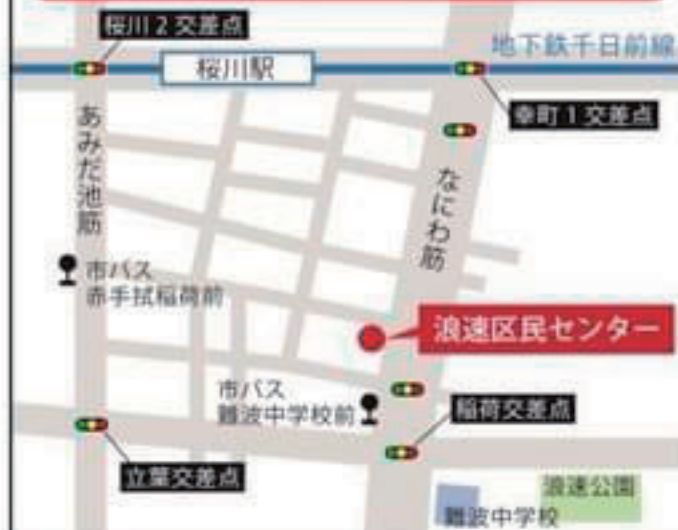 桜川2交差点
地下鉄千日前線
桜川駅
幸町1交差点
あみだ池筋
なにわ筋
市バス
赤手拭稲荷前
浪速区民センター
市バス
難波中学校前
稲荷交差点
立葉交差点
浪速公園
難波中学校